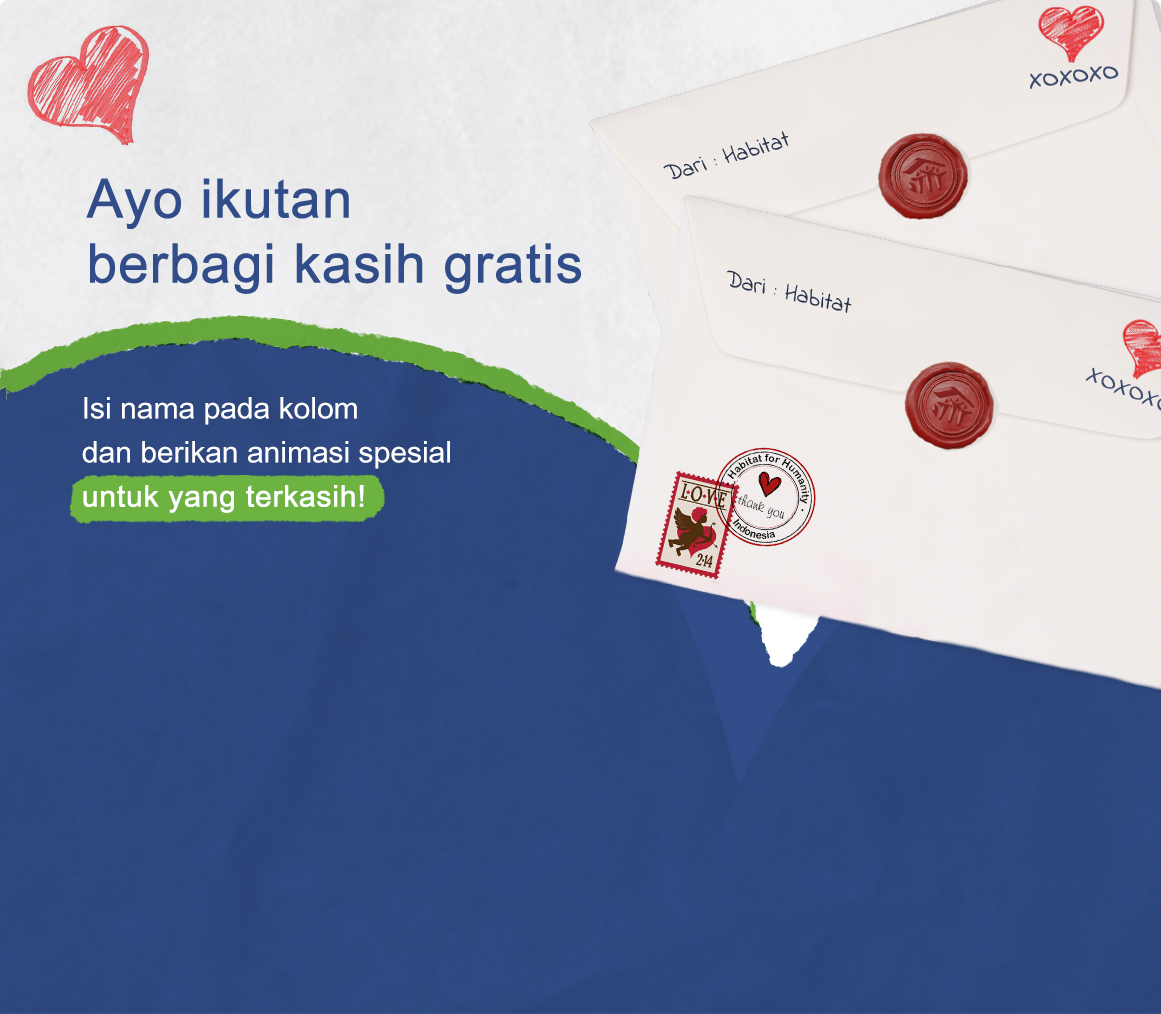 Ayo ikutan
berbagi kasih gratis
Isi nama pada kolom
dan berikan animasi spesial
untuk yang terkasih!
XOXOXO
Dari : Habitat
Dari : Habitat
XOXOXO
L·O·V·E
2·14
Habitat for Humanity
thank you
Indonesia